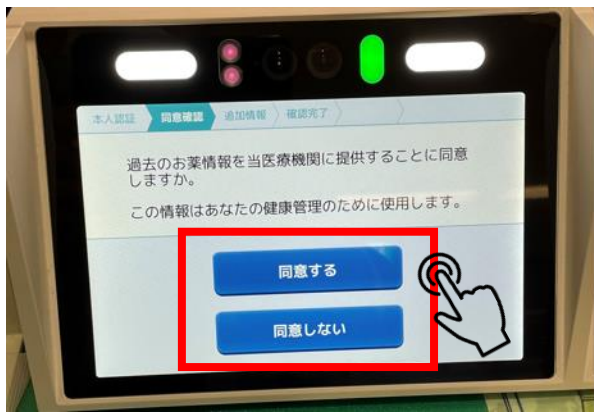 本人認証 同意確認 追加情報 確認完了
過去のお薬情報を当医療機関に提供することに同意
しますか。
この情報はあなたの健康管理のために使用します。
同意する
同意しない